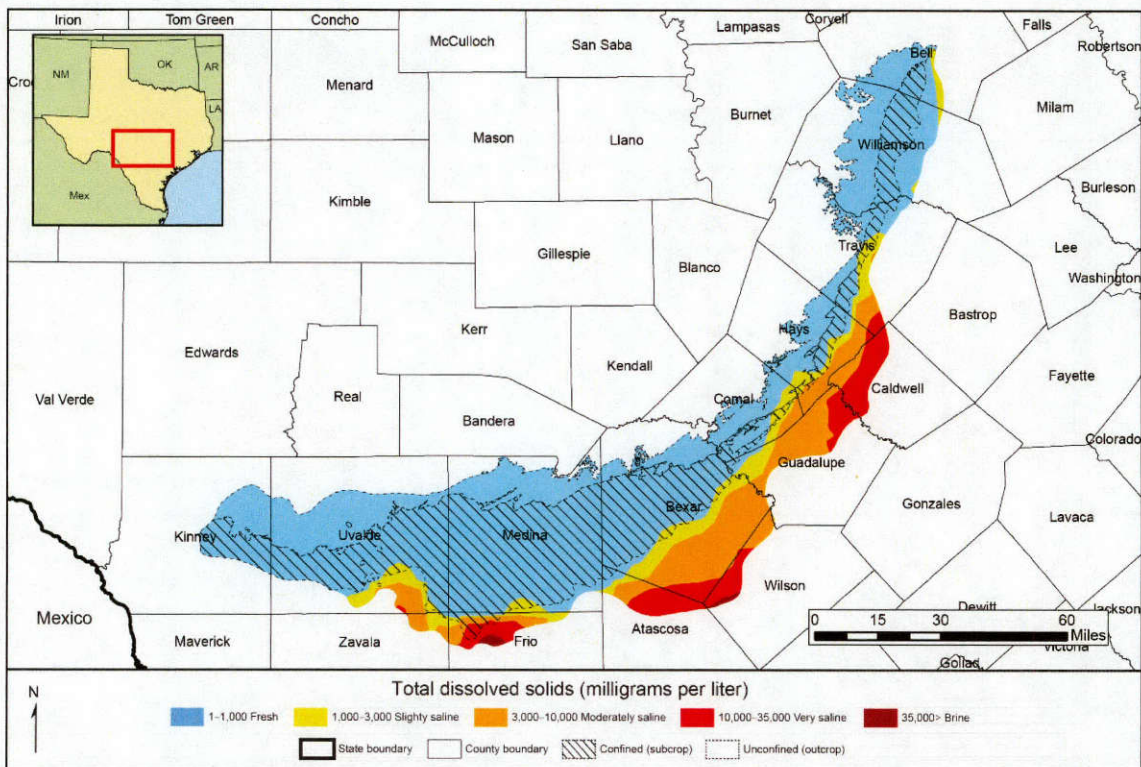 Irion
Tom Green
Concho
McCulloch
San Saba
Lampasas
Coryell
Falls
Robertson
NM
OK
AR
LA
Mex
Cro
Menard
Mason
Llano
Burnet
Bell
Milam
Williamson
Burleson
Kimble
Gillespie
Blanco
Travis
Lee
Washington
Bastrop
Edwards
Kerr
Kendall
Hays
Caldwell
Fayette
Val Verde
Real
Bandera
Comal
Colorado
Guadalupe
Gonzales
Lavaca
Kinney
Uvalde
Medina
Bexar
Wilson
Mexico
Maverick
Zavala
Frio
Atascosa
Dewitt
Jackson
Victoria
Goliad
0 15 30 60
Miles
N
Total dissolved solids (milligrams per liter)
1–1,000 Fresh 1,000–3,000 Slighty saline 3,000–10,000 Moderately saline 10,000–35,000 Very saline 35,000> Brine
State boundary County boundary Confined (subcrop) Unconfined (outcrop)